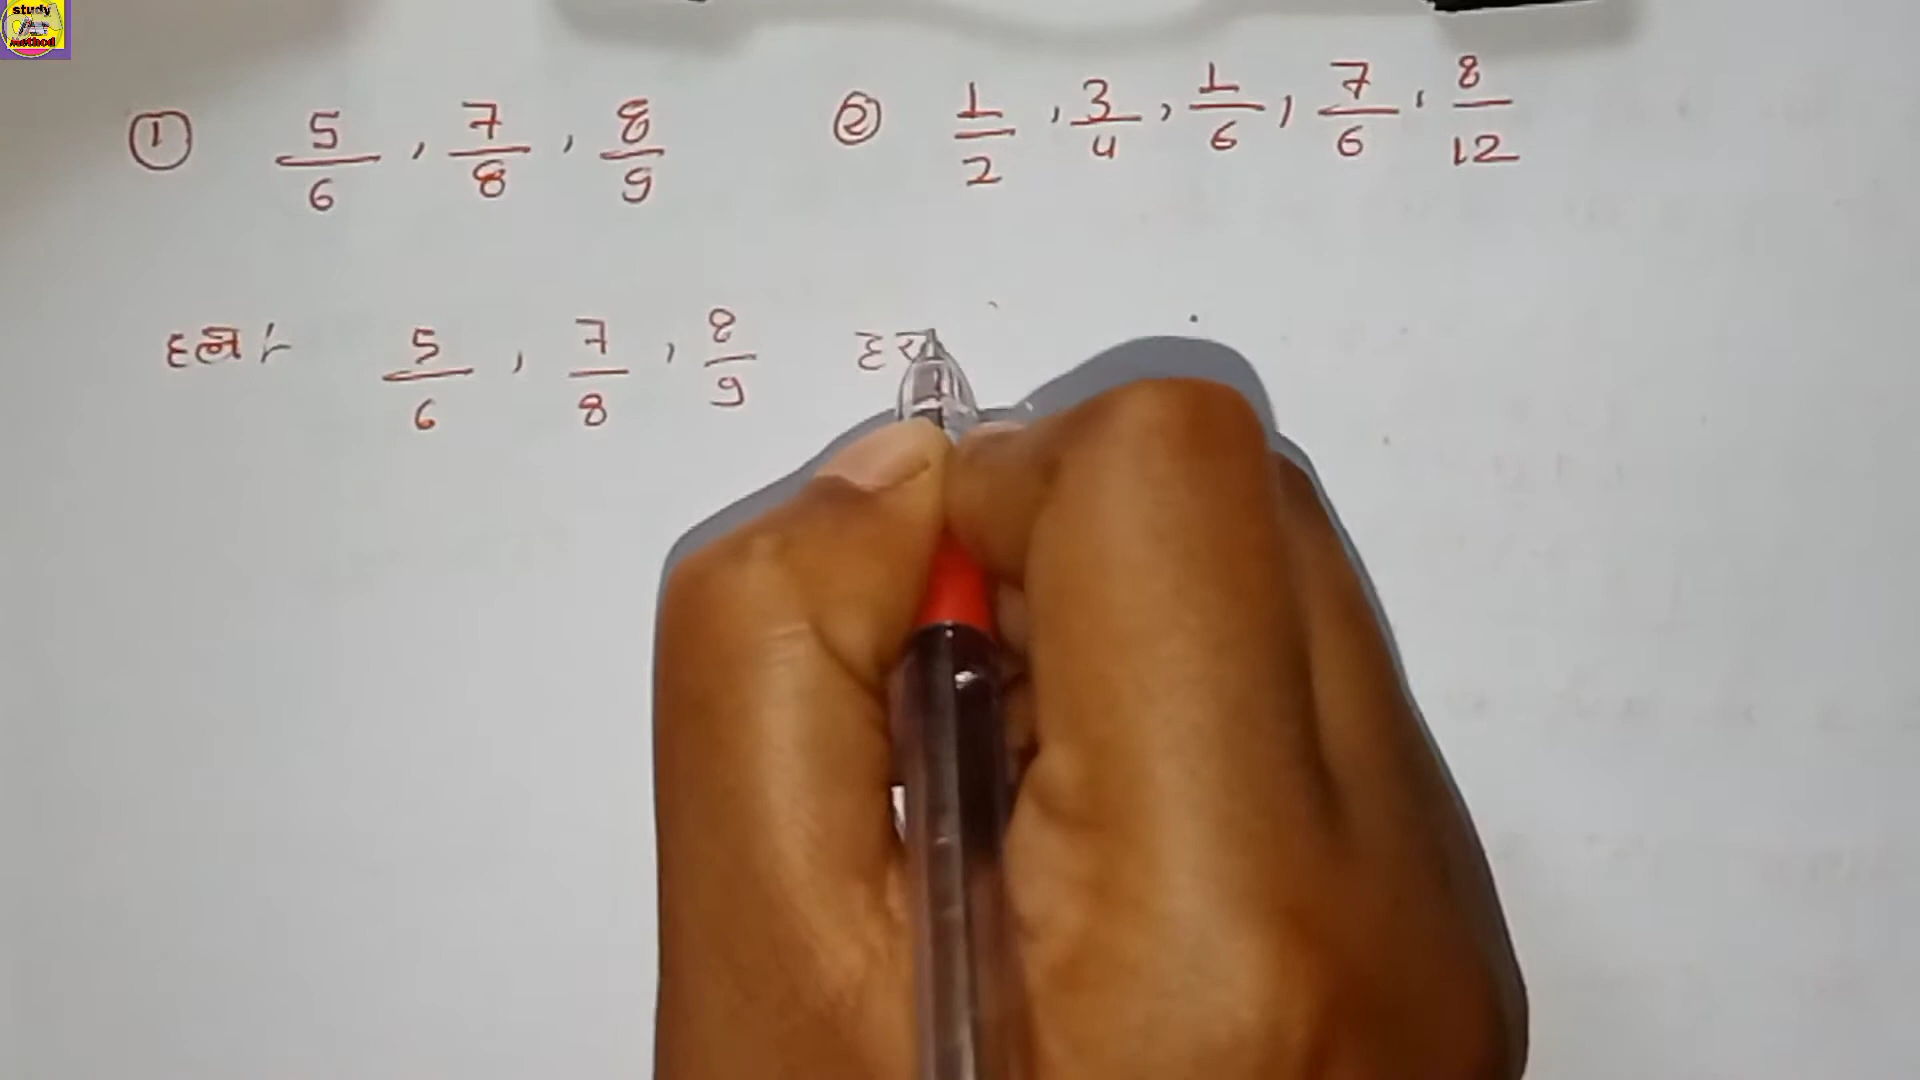 study
Method
① 5/6 , 7/8 , 8/9
② 1/2 , 3/4 , 1/6 , 7/6 , 8/12
हल :- 5/6 , 7/8 , 8/9 हर